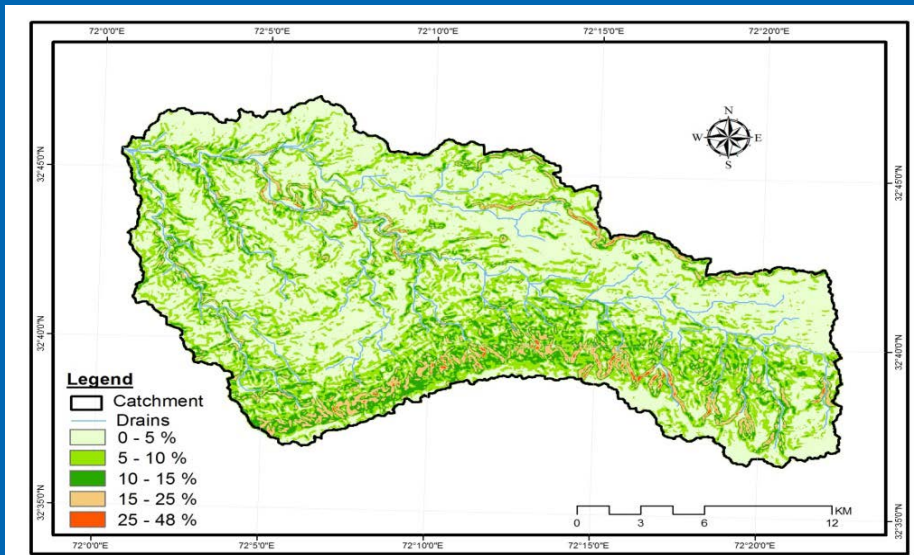 72°0'0"E 72°5'0"E 72°10'0"E 72°15'0"E 72°20'0"E
N
W E
S
32°45'0"N 32°45'0"N
32°40'0"N 32°40'0"N
32°35'0"N 32°35'0"N
Legend
Catchment
Drains
0 - 5 %
5 - 10 %
10 - 15 %
15 - 25 %
25 - 48 %
KM
0 3 6 12
72°0'0"E 72°5'0"E 72°10'0"E 72°15'0"E 72°20'0"E